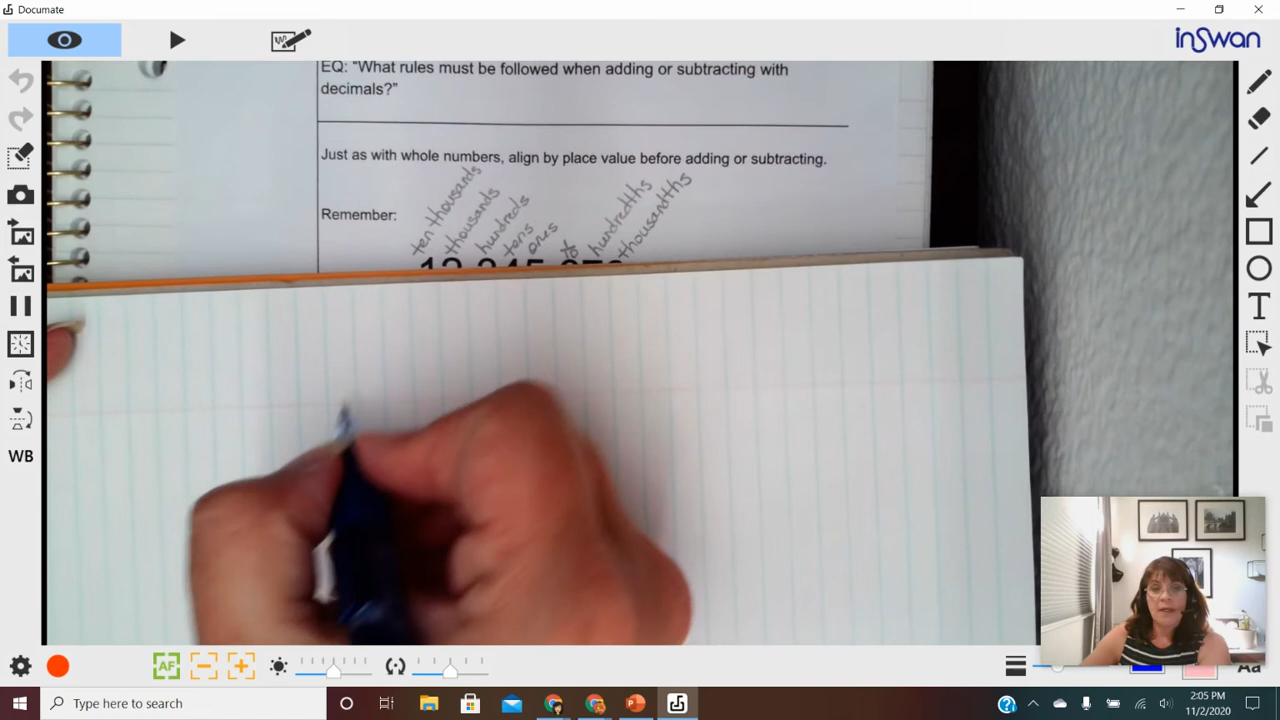 Documate
inSwan
EQ: “What rules must be followed when adding or subtracting with
decimals?”
Just as with whole numbers, align by place value before adding or subtracting.
Remember:
ten thousands
thousands
hundreds
tens
ones
hundredths
thousandths
T
WB
AF
Aa
Type here to search
2:05 PM
11/2/2020